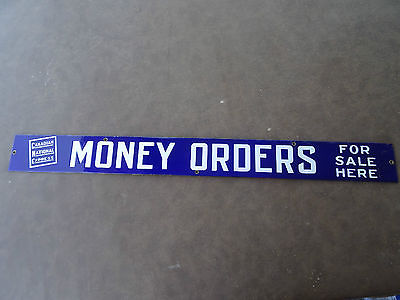 CANADIAN
NATIONAL
EXPRESS
MONEY ORDERS
FOR
SALE
HERE